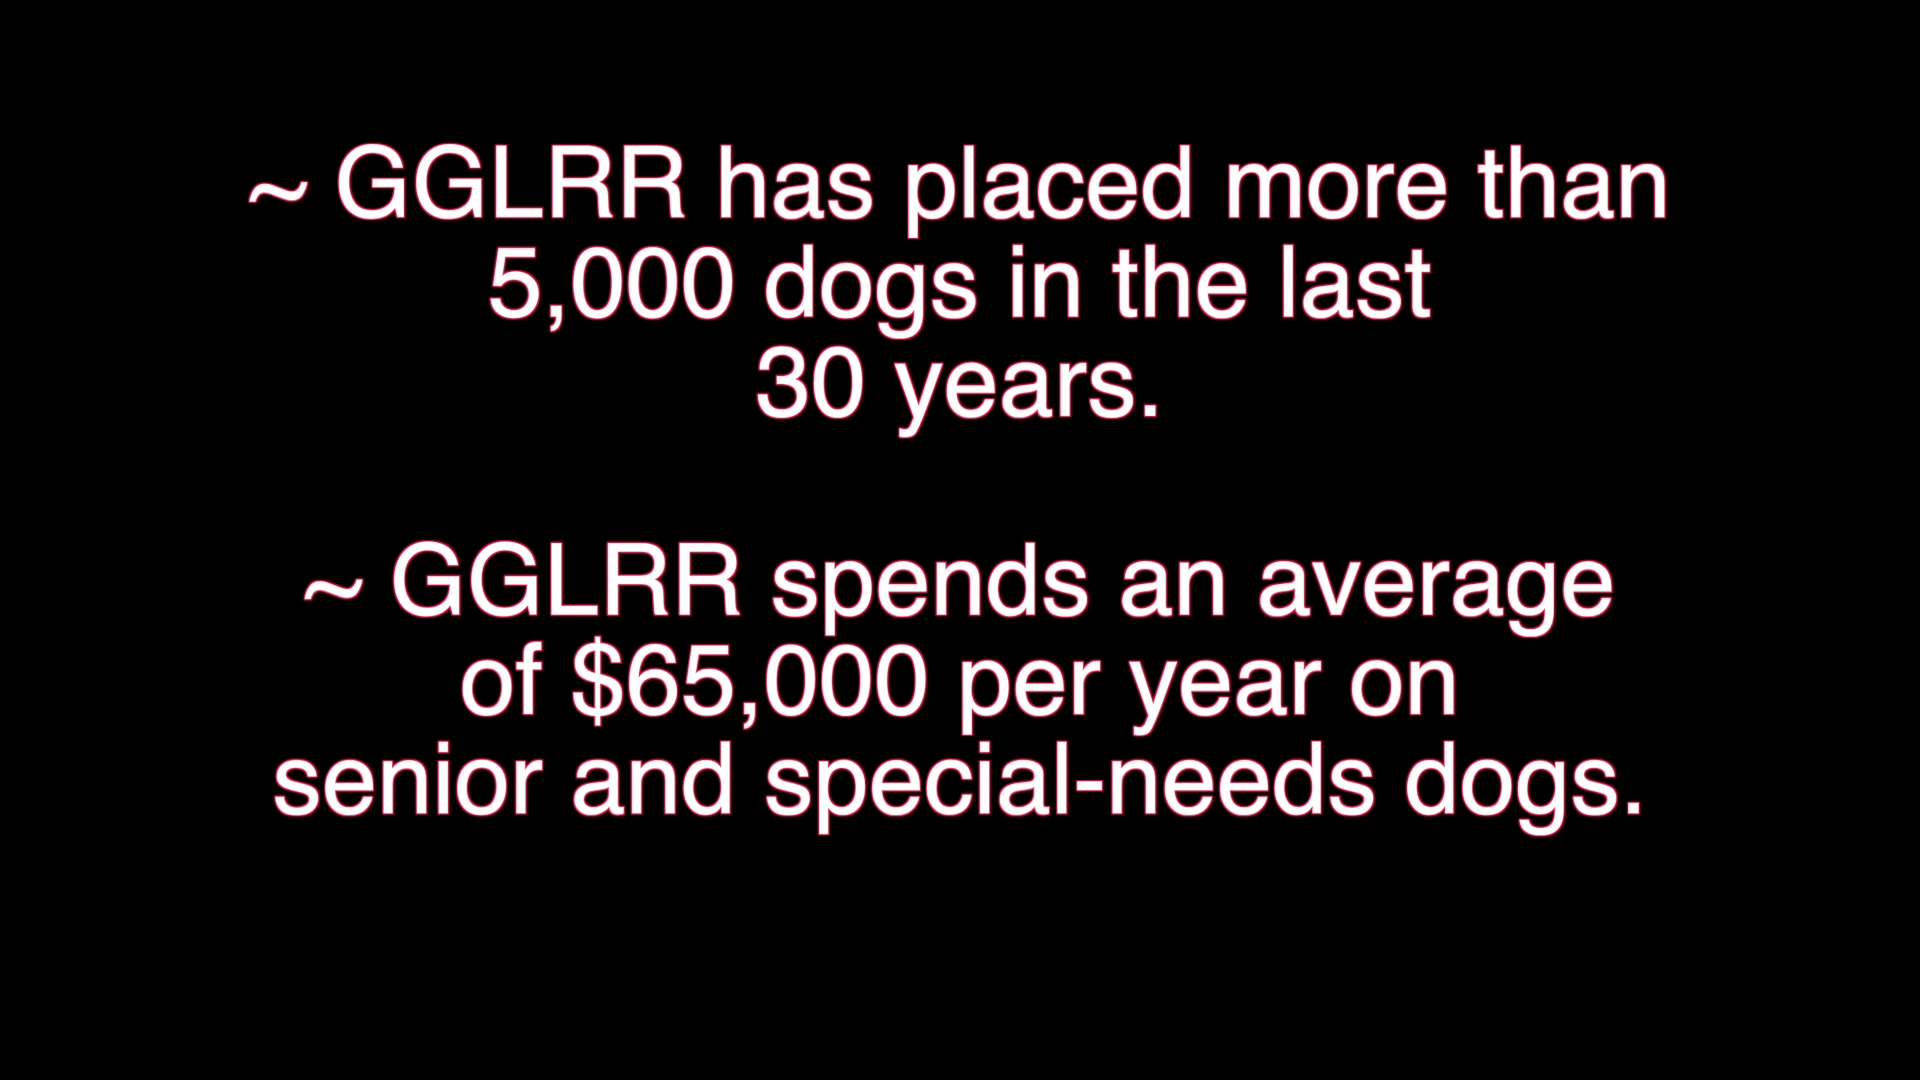 ~ GGLRR has placed more than
5,000 dogs in the last
30 years.
~ GGLRR spends an average
of $65,000 per year on
senior and special-needs dogs.